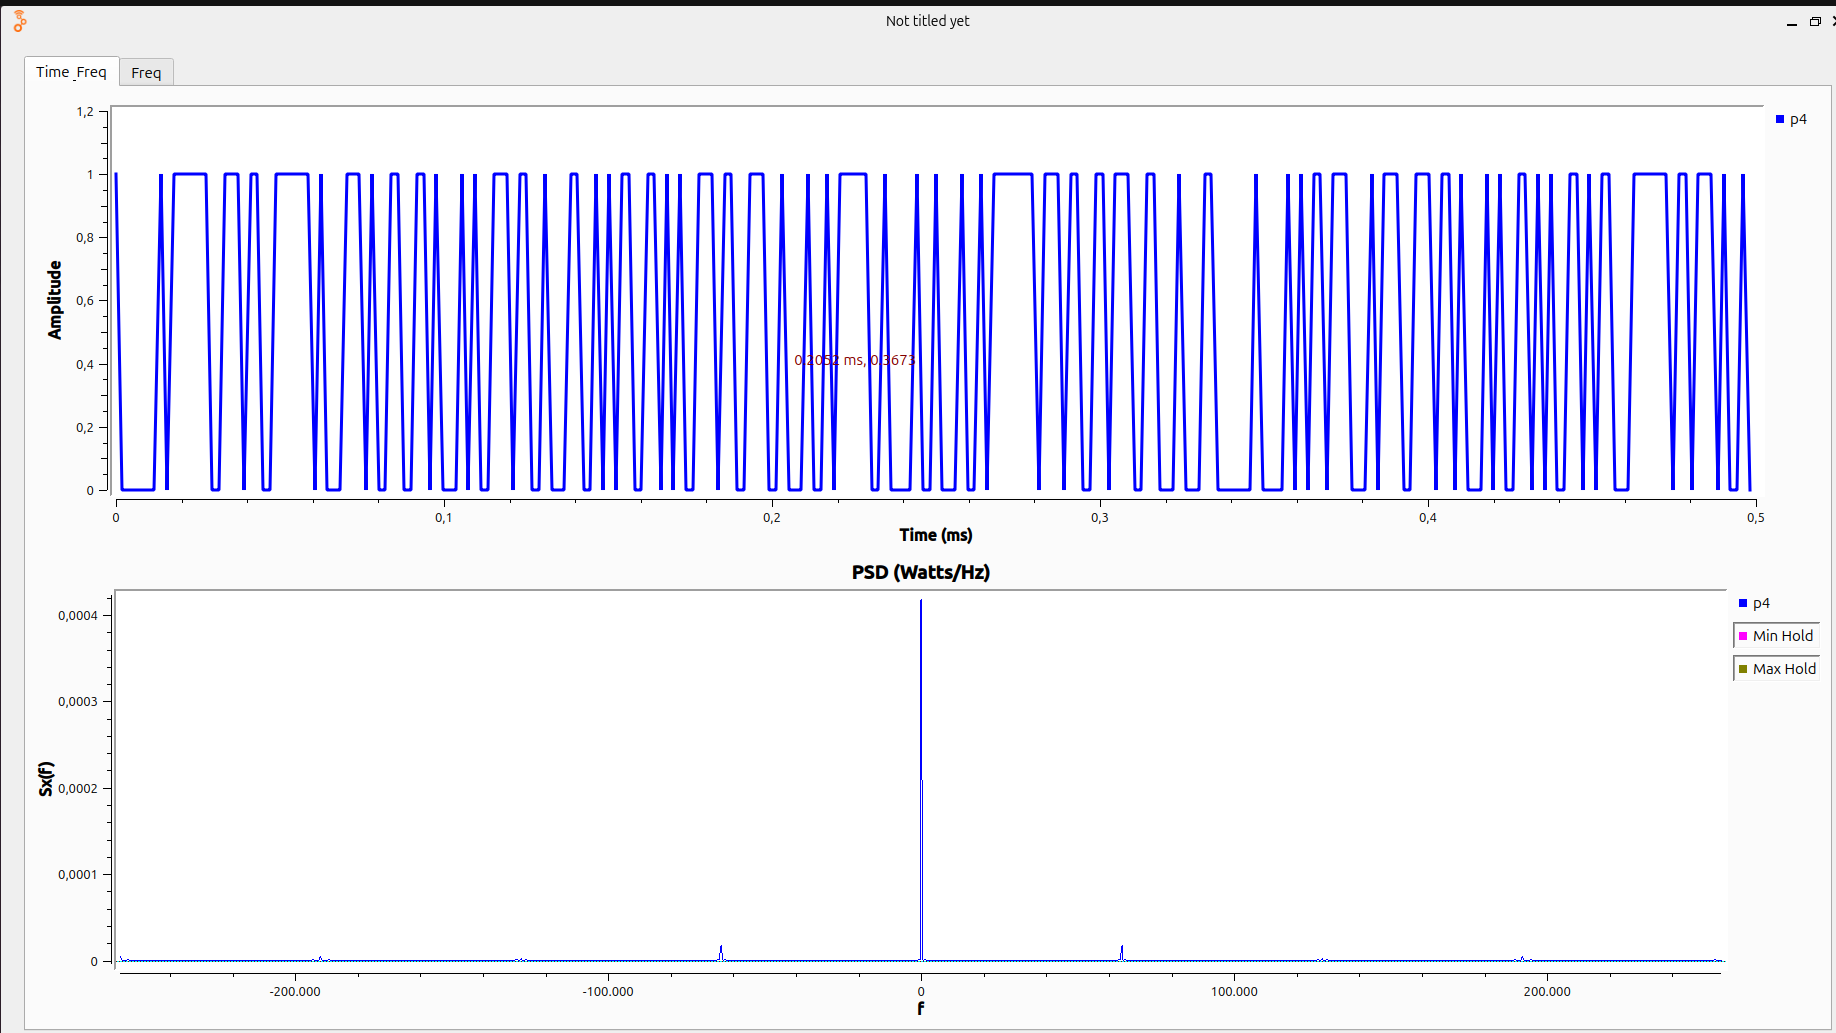 Not titled yet
Time_Freq
Freq
1,2
1
0,8
0,6
0,4
0,2
0
Amplitude
p4
0.2052 ms, 0.3673
0
0,1
0,2
0,3
0,4
0,5
Time (ms)
PSD (Watts/Hz)
0,0004
0,0003
0,0002
0,0001
0
Sx(f)
p4
Min Hold
Max Hold
-200.000
-100.000
0
100.000
200.000
f